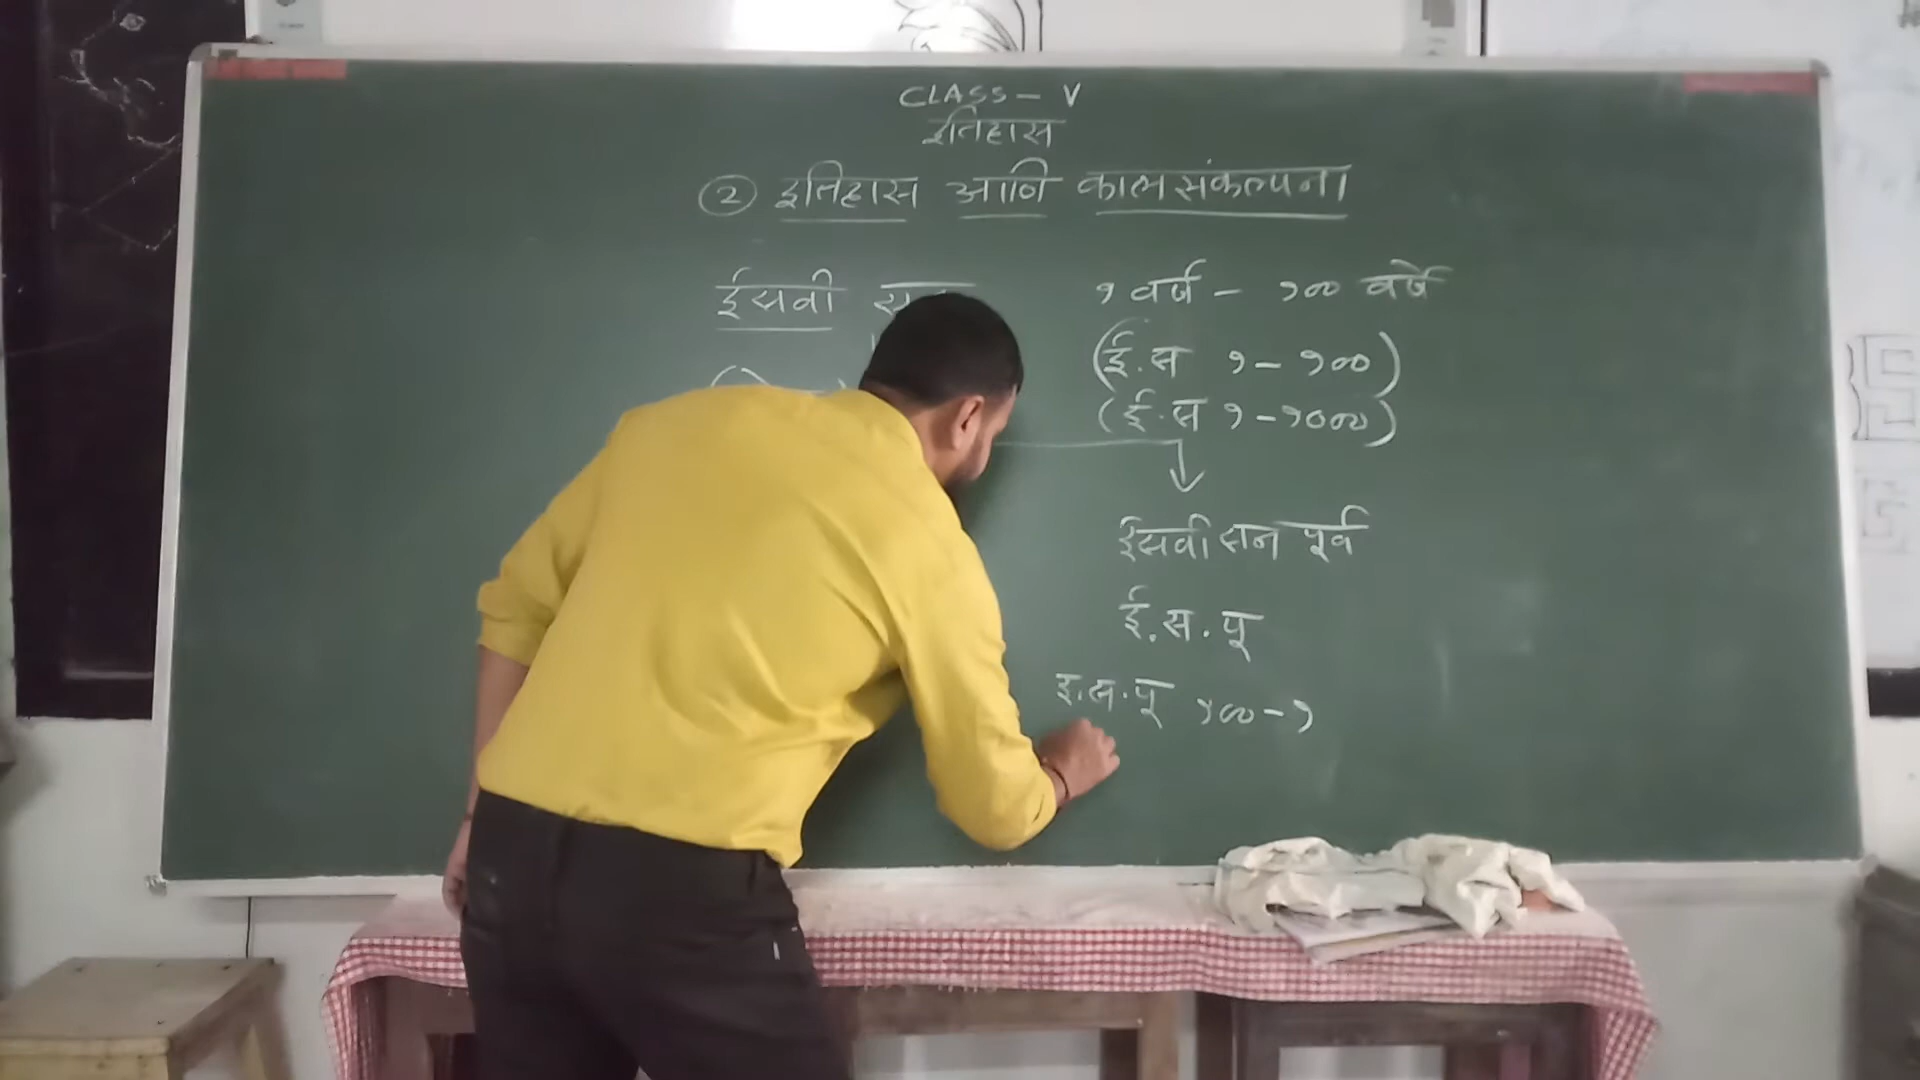 CLASS - V
इतिहास
② इतिहास आणि कालसंकल्पना
ईसवी
१ वर्ष - १०० वर्षे
(ई.स १ - १००)
(ई.स १ - १०००)
ईसवी सन पूर्व
ई.स.पू
इ.स.पू १०० - १